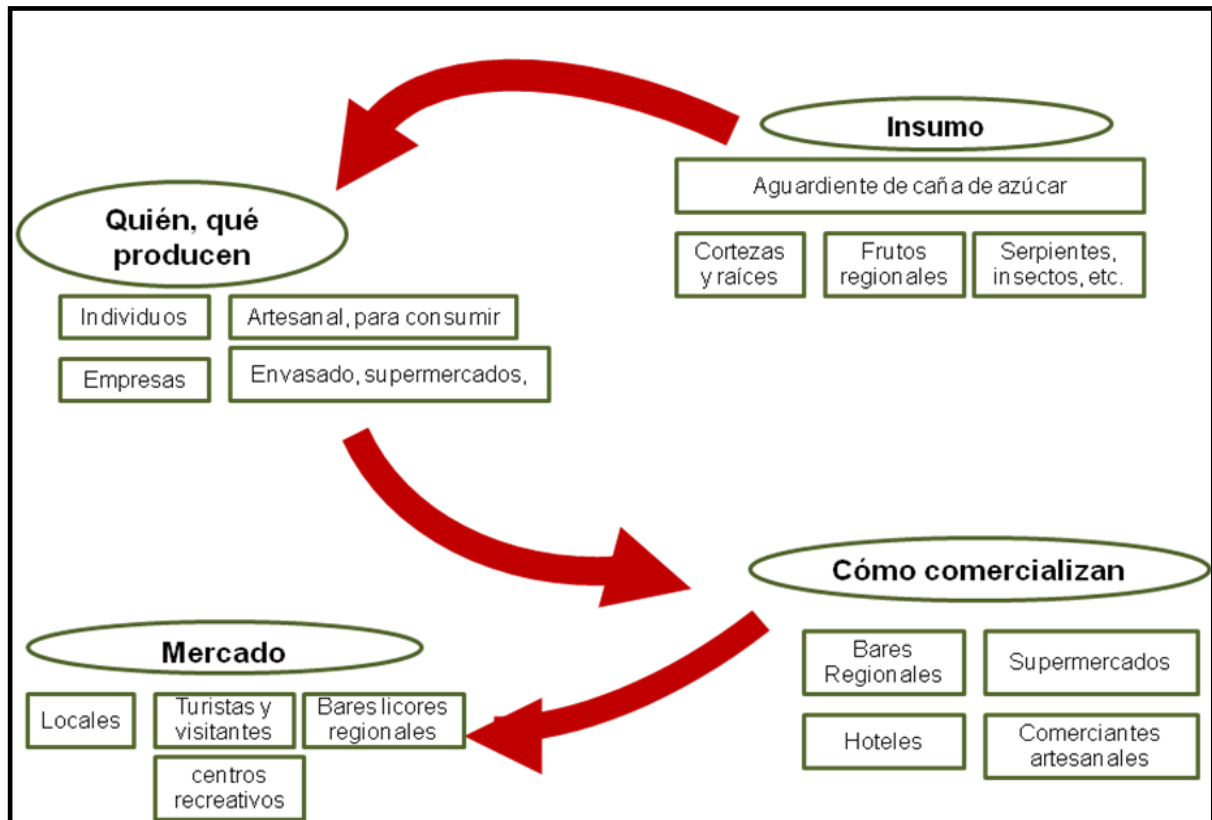 Insumo
Aguardiente de caña de azúcar
Cortezas
y raíces
Frutos
regionales
Serpientes,
insectos, etc.
Quién, qué
producen
Individuos
Artesanal, para consumir
Empresas
Envasado, supermercados,
Cómo comercializan
Bares
Regionales
Supermercados
Hoteles
Comerciantes
artesanales
Mercado
Locales
Turistas y
visitantes
Bares licores
regionales
centros
recreativos